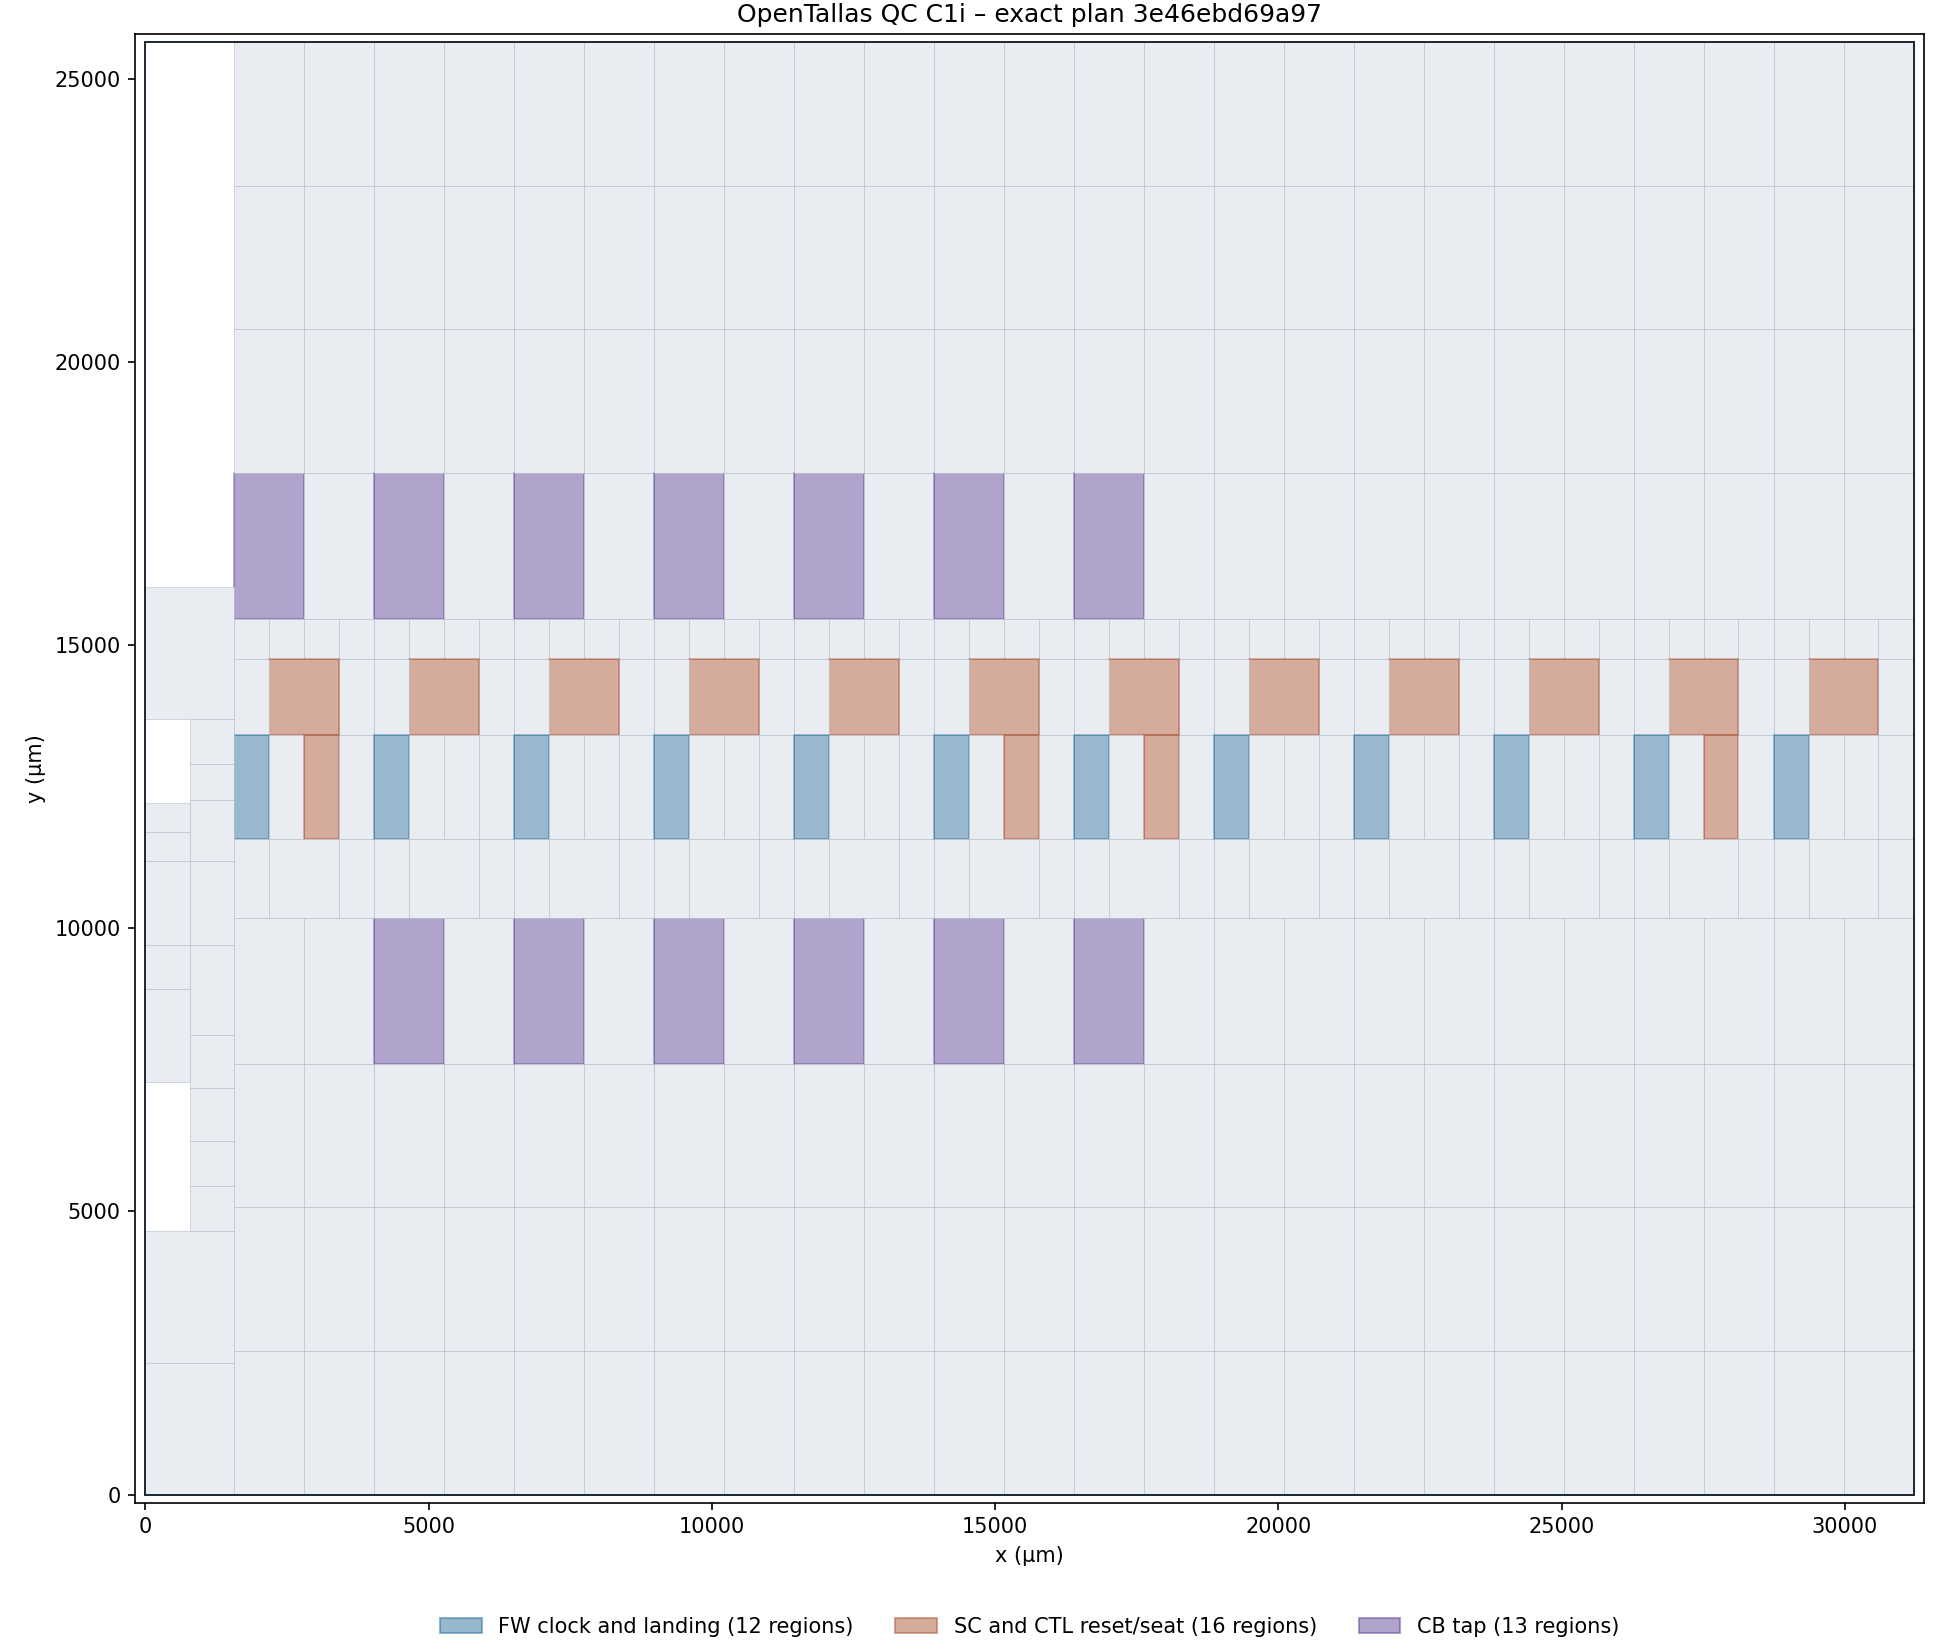 OpenTallas QC C1i – exact plan 3e46ebd69a97
25000
20000
15000
10000
5000
0
y (μm)
0 5000 10000 15000 20000 25000 30000
x (μm)
FW clock and landing (12 regions) SC and CTL reset/seat (16 regions) CB tap (13 regions)